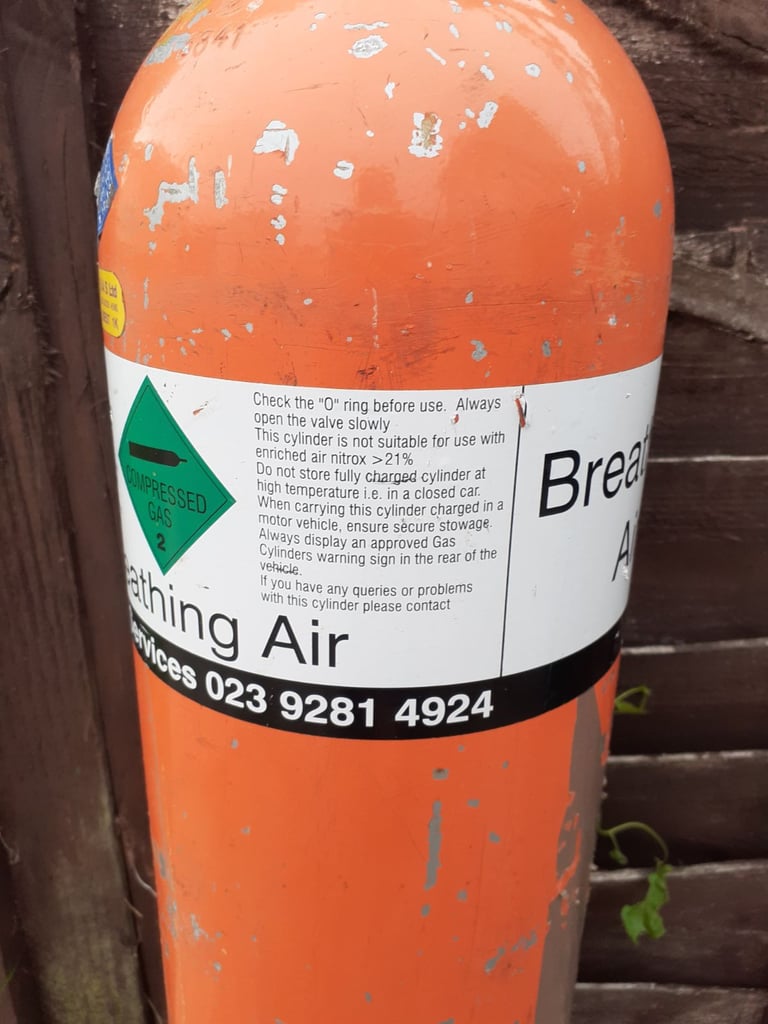 COMPRESSED
GAS
2
Check the "O" ring before use. Always
open the valve slowly
This cylinder is not suitable for use with
enriched air nitrox >21%
Do not store fully charged cylinder at
high temperature i.e. in a closed car.
When carrying this cylinder charged in a
motor vehicle, ensure secure stowage.
Always display an approved Gas
Cylinders warning sign in the rear of the
vehicle.
If you have any queries or problems
with this cylinder please contact
eathing Air
ervices 023 9281 4924
Breat
Ai